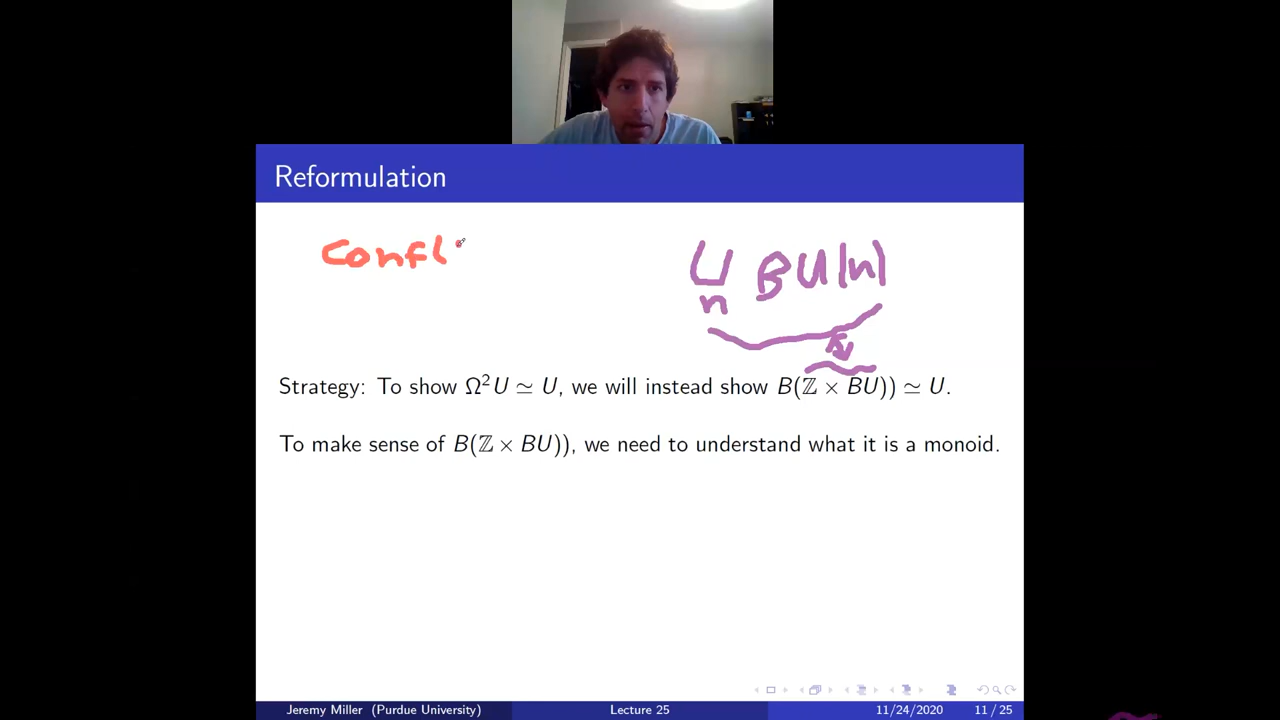 Reformulation
Conf(
⊔ BU(n)
n
Strategy: To show Ω²U ≃ U, we will instead show B(ℤ × BU)) ≃ U.
To make sense of B(ℤ × BU)), we need to understand what it is a monoid.
Jeremy Miller (Purdue University) Lecture 25 11/24/2020 11 / 25